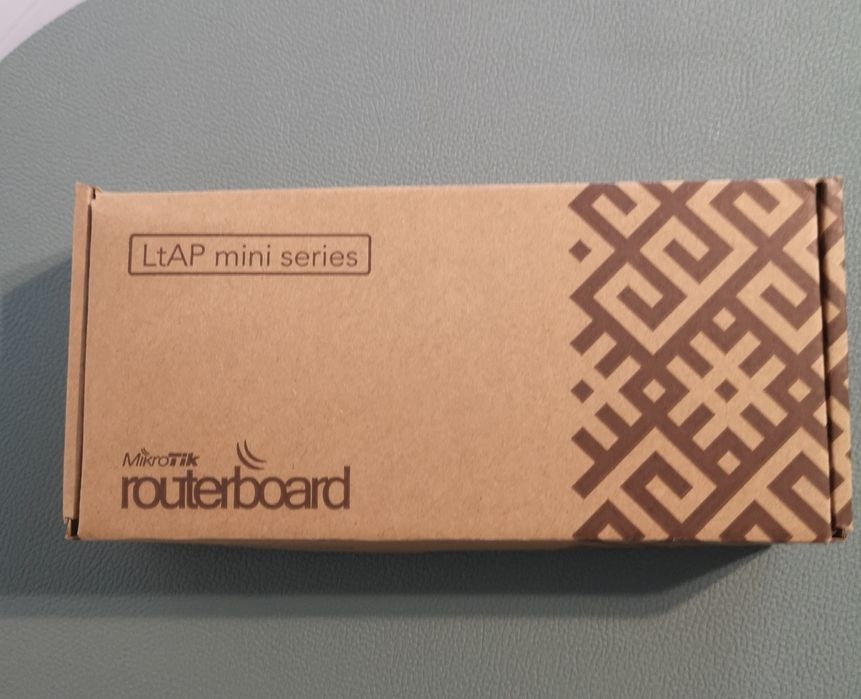 LtAP mini series
MikroTik
routerboard